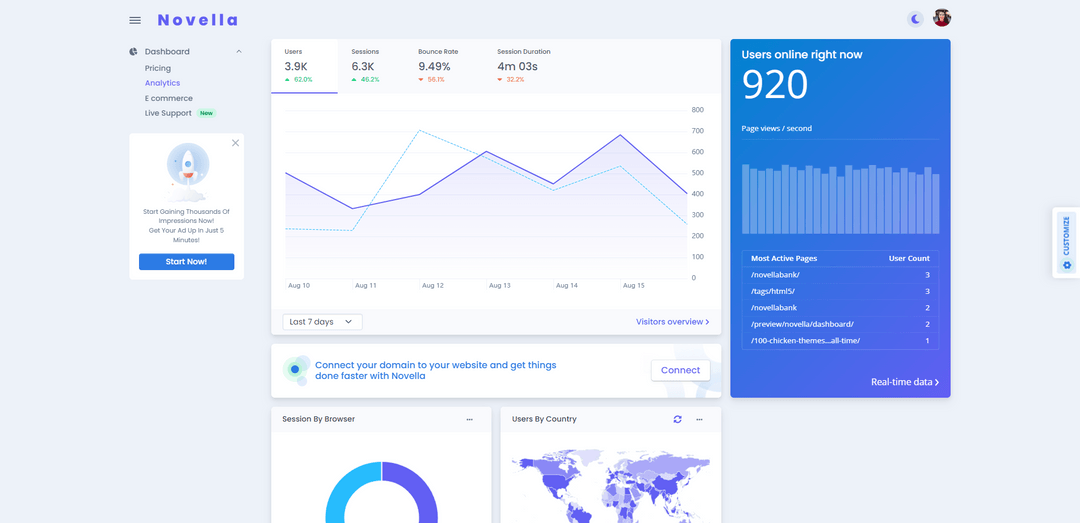 Novella
Dashboard
Pricing
Analytics
E commerce
Live Support New
Start Gaining Thousands Of
Impressions Now!
Get Your Ad Up In Just 5
Minutes!
Start Now!
Users
3.9K
62.0%
Sessions
6.3K
46.2%
Bounce Rate
9.49%
56.1%
Session Duration
4m 03s
32.2%
800
700
600
500
400
300
200
100
0
Aug 10 Aug 11 Aug 12 Aug 13 Aug 14 Aug 15
Last 7 days
Visitors overview
Connect your domain to your website and get things
done faster with Novella
Connect
Session By Browser
Users By Country
Users online right now
920
Page views / second
Most Active Pages User Count
/novellabank/ 3
/tags/html5/ 3
/novellabank 2
/preview/novella/dashboard/ 2
/100-chicken-themes...all-time/ 1
Real-time data
CUSTOMIZE